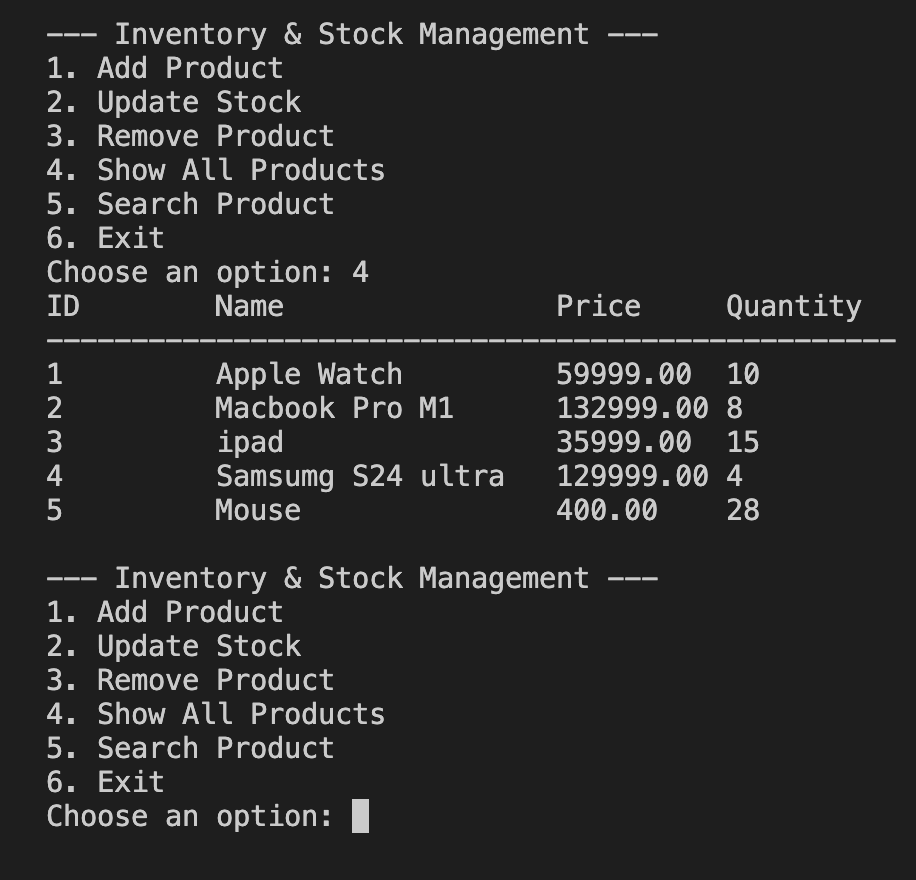 --- Inventory & Stock Management ---
1. Add Product
2. Update Stock
3. Remove Product
4. Show All Products
5. Search Product
6. Exit
Choose an option: 4
ID        Name                Price     Quantity
--------------------------------------------------
1         Apple Watch         59999.00  10
2         Macbook Pro M1      132999.00 8
3         ipad                35999.00  15
4         Samsumg S24 ultra   129999.00 4
5         Mouse               400.00    28

--- Inventory & Stock Management ---
1. Add Product
2. Update Stock
3. Remove Product
4. Show All Products
5. Search Product
6. Exit
Choose an option: